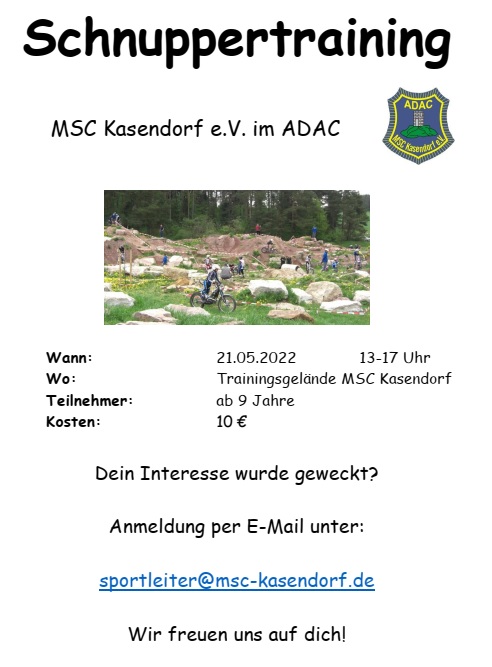 Schnuppertraining
MSC Kasendorf e.V. im ADAC
ADAC
MSC Kasendorf e.V.
Wann: 21.05.2022 13-17 Uhr
Wo: Trainingsgelände MSC Kasendorf
Teilnehmer: ab 9 Jahre
Kosten: 10 €
Dein Interesse wurde geweckt?
Anmeldung per E-Mail unter:
sportleiter@msc-kasendorf.de
Wir freuen uns auf dich!